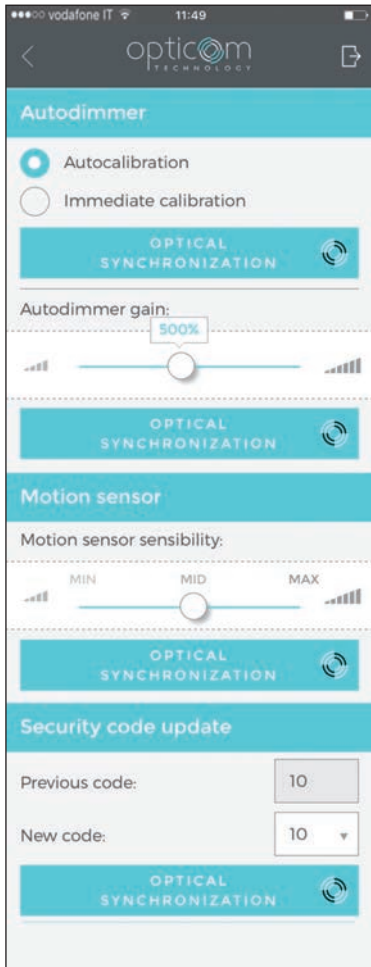 vodafone IT 11:49
opticom
TECHNOLOGY
Autodimmer
Autocalibration
Immediate calibration
OPTICAL
SYNCHRONIZATION
Autodimmer gain:
500%
OPTICAL
SYNCHRONIZATION
Motion sensor
Motion sensor sensibility:
MIN MID MAX
OPTICAL
SYNCHRONIZATION
Security code update
Previous code: 10
New code: 10
OPTICAL
SYNCHRONIZATION